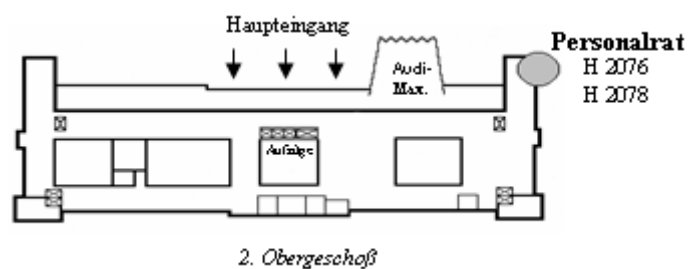 Haupteingang
Personalrat
H 2076
H 2078
Audi-
Max.
Aufzüge
2. Obergeschoß